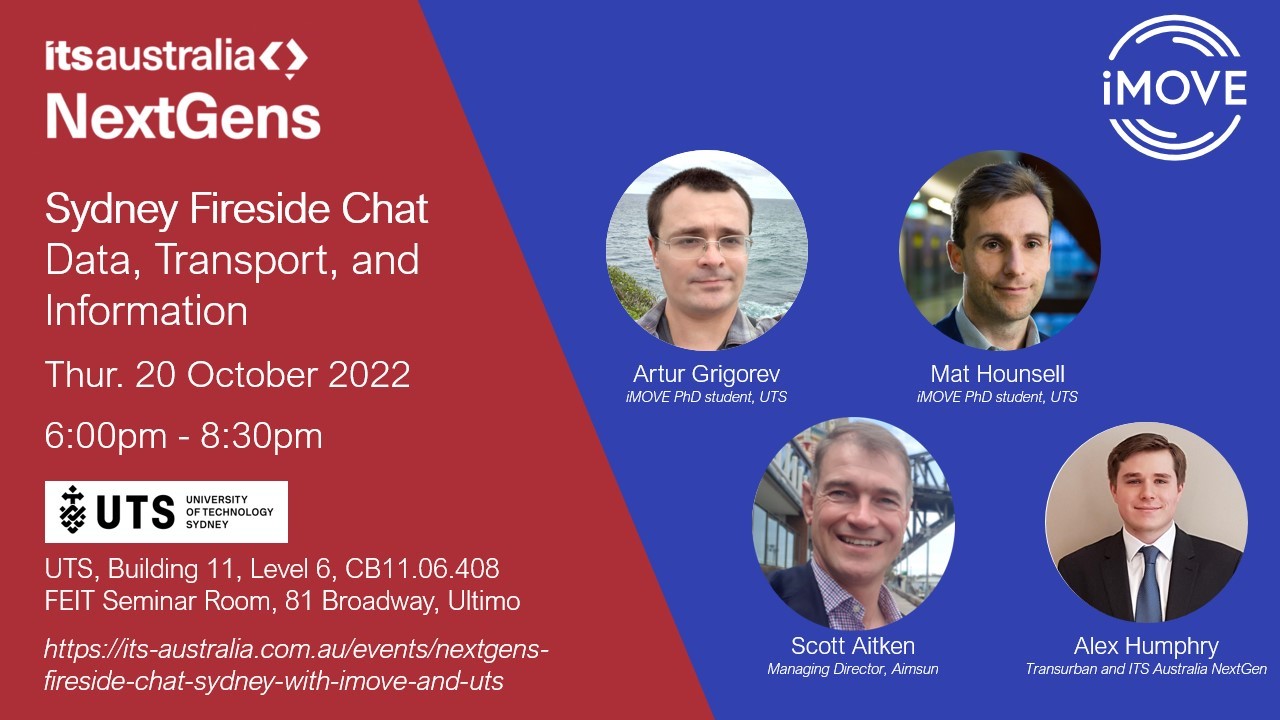 itsaustralia
NextGens
Sydney Fireside Chat
Data, Transport, and
Information
Thur. 20 October 2022
6:00pm - 8:30pm
UTS
UNIVERSITY
OF TECHNOLOGY
SYDNEY
UTS, Building 11, Level 6, CB11.06.408
FEIT Seminar Room, 81 Broadway, Ultimo
https://its-australia.com.au/events/nextgens-
fireside-chat-sydney-with-imove-and-uts
iMOVE
Artur Grigorev
iMOVE PhD student, UTS
Mat Hounsell
iMOVE PhD student, UTS
Scott Aitken
Managing Director, Aimsun
Alex Humphry
Transurban and ITS Australia NextGen